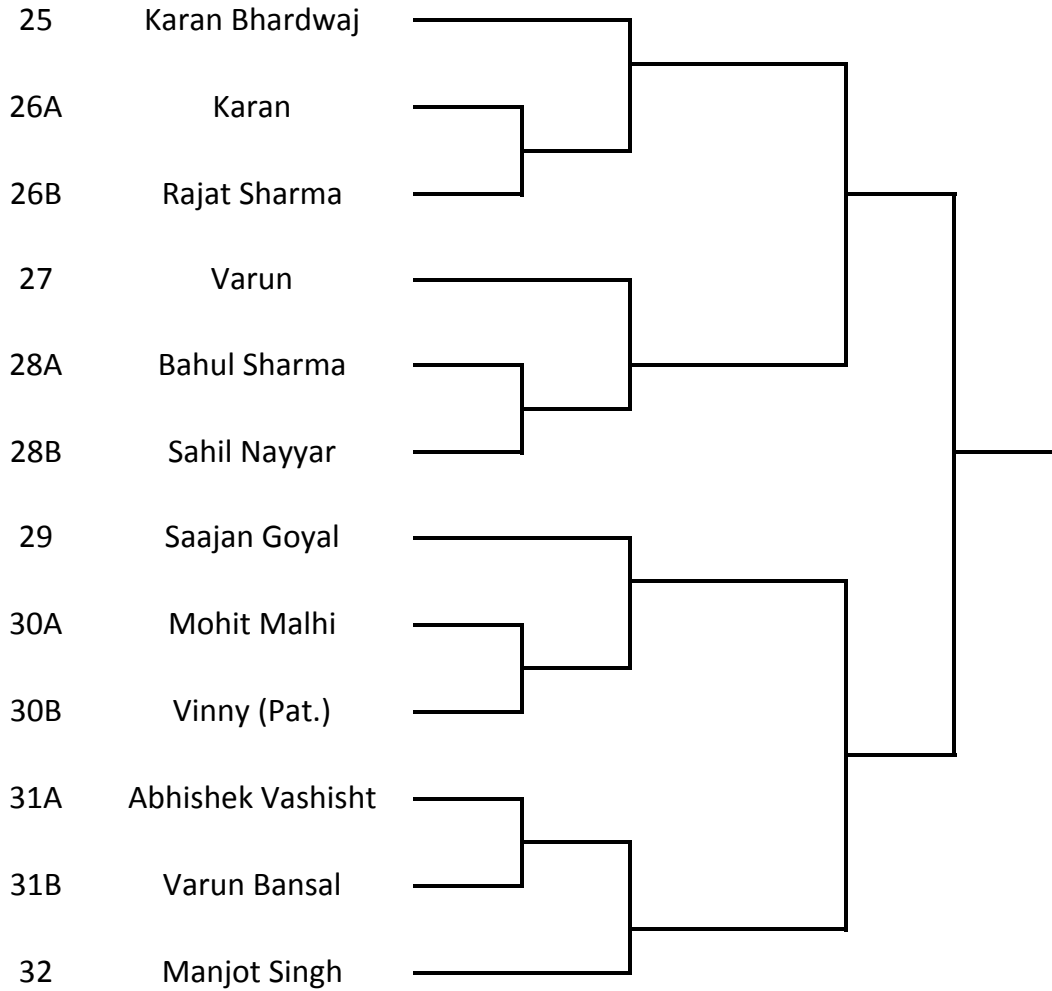 25 Karan Bhardwaj
26A Karan
26B Rajat Sharma
27 Varun
28A Bahul Sharma
28B Sahil Nayyar
29 Saajan Goyal
30A Mohit Malhi
30B Vinny (Pat.)
31A Abhishek Vashisht
31B Varun Bansal
32 Manjot Singh